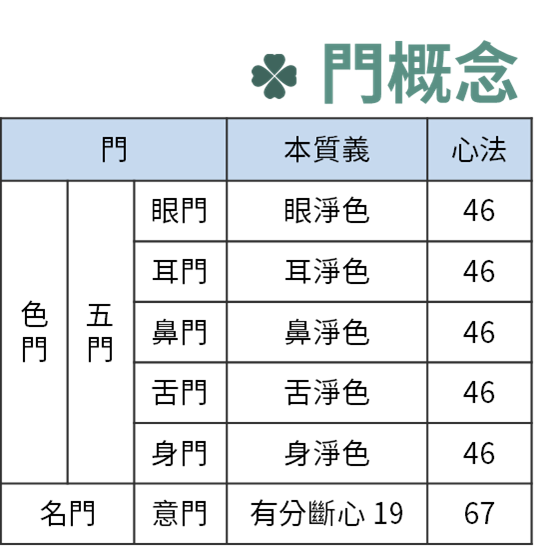 門概念
門 本質義 心法
色門 五門 眼門 眼淨色 46
耳門 耳淨色 46
鼻門 鼻淨色 46
舌門 舌淨色 46
身門 身淨色 46
名門 意門 有分斷心 19 67